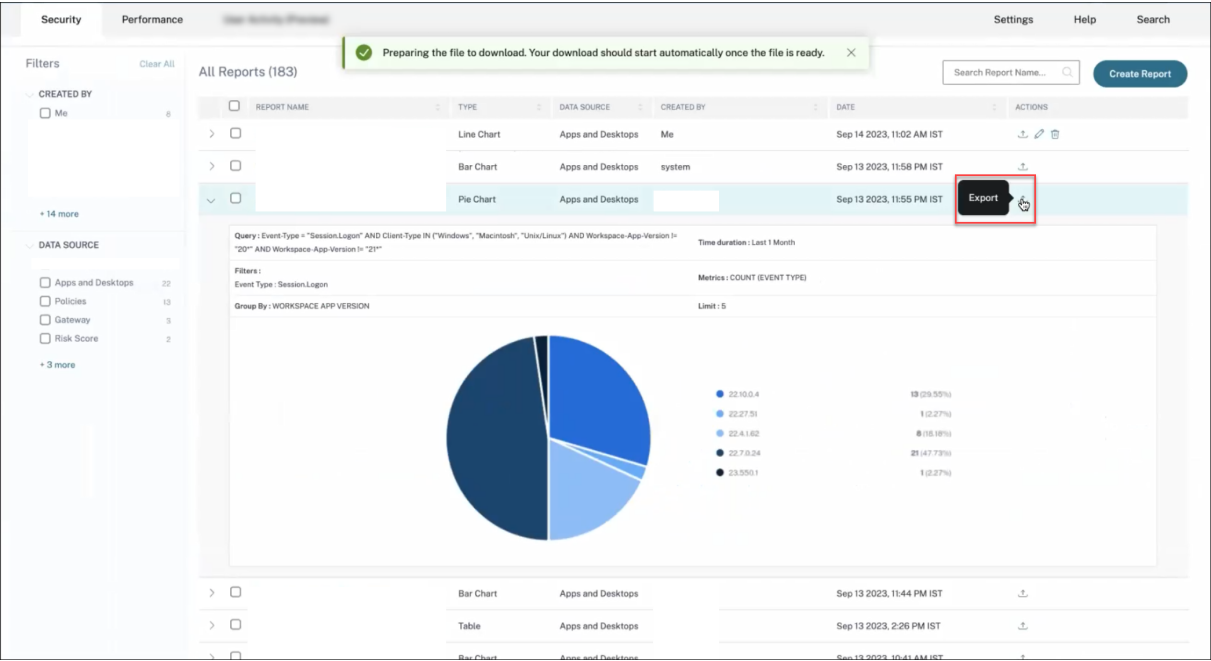 Security Performance Settings Help Search
Preparing the file to download. Your download should start automatically once the file is ready.
Filters Clear All
All Reports (183)
Search Report Name...
Create Report
CREATED BY
Me 8
+ 14 more
DATA SOURCE
Apps and Desktops 22
Policies 13
Gateway
Risk Score 2
+ 3 more
REPORT NAME TYPE DATA SOURCE CREATED BY DATE ACTIONS
Line Chart Apps and Desktops Me Sep 14 2023, 11:02 AM IST
Bar Chart Apps and Desktops system Sep 13 2023, 11:58 PM IST
Pie Chart Apps and Desktops Sep 13 2023, 11:55 PM IST
Export
Query : Event-Type = "Session.Logon" AND Client-Type IN ("Windows", "Macintosh", "Unix/Linux") AND Workspace-App-Version !=
"20*" AND Workspace-App-Version != "21*"
Time duration : Last 1 Month
Filters :
Event Type : Session.Logon
Metrics : COUNT (EVENT TYPE)
Group By : WORKSPACE APP VERSION
Limit : 5
22.10.0.4 13 (29.55%)
22.27.51 1 (2.27%)
22.4.1.62 8 (18.18%)
22.7.0.24 21 (47.73%)
23.550.1 1 (2.27%)
Bar Chart Apps and Desktops Sep 13 2023, 11:44 PM IST
Table Apps and Desktops Sep 13 2023, 2:26 PM IST
Bar Chart Apps and Desktops Sep 13 2023, 10:41 AM IST